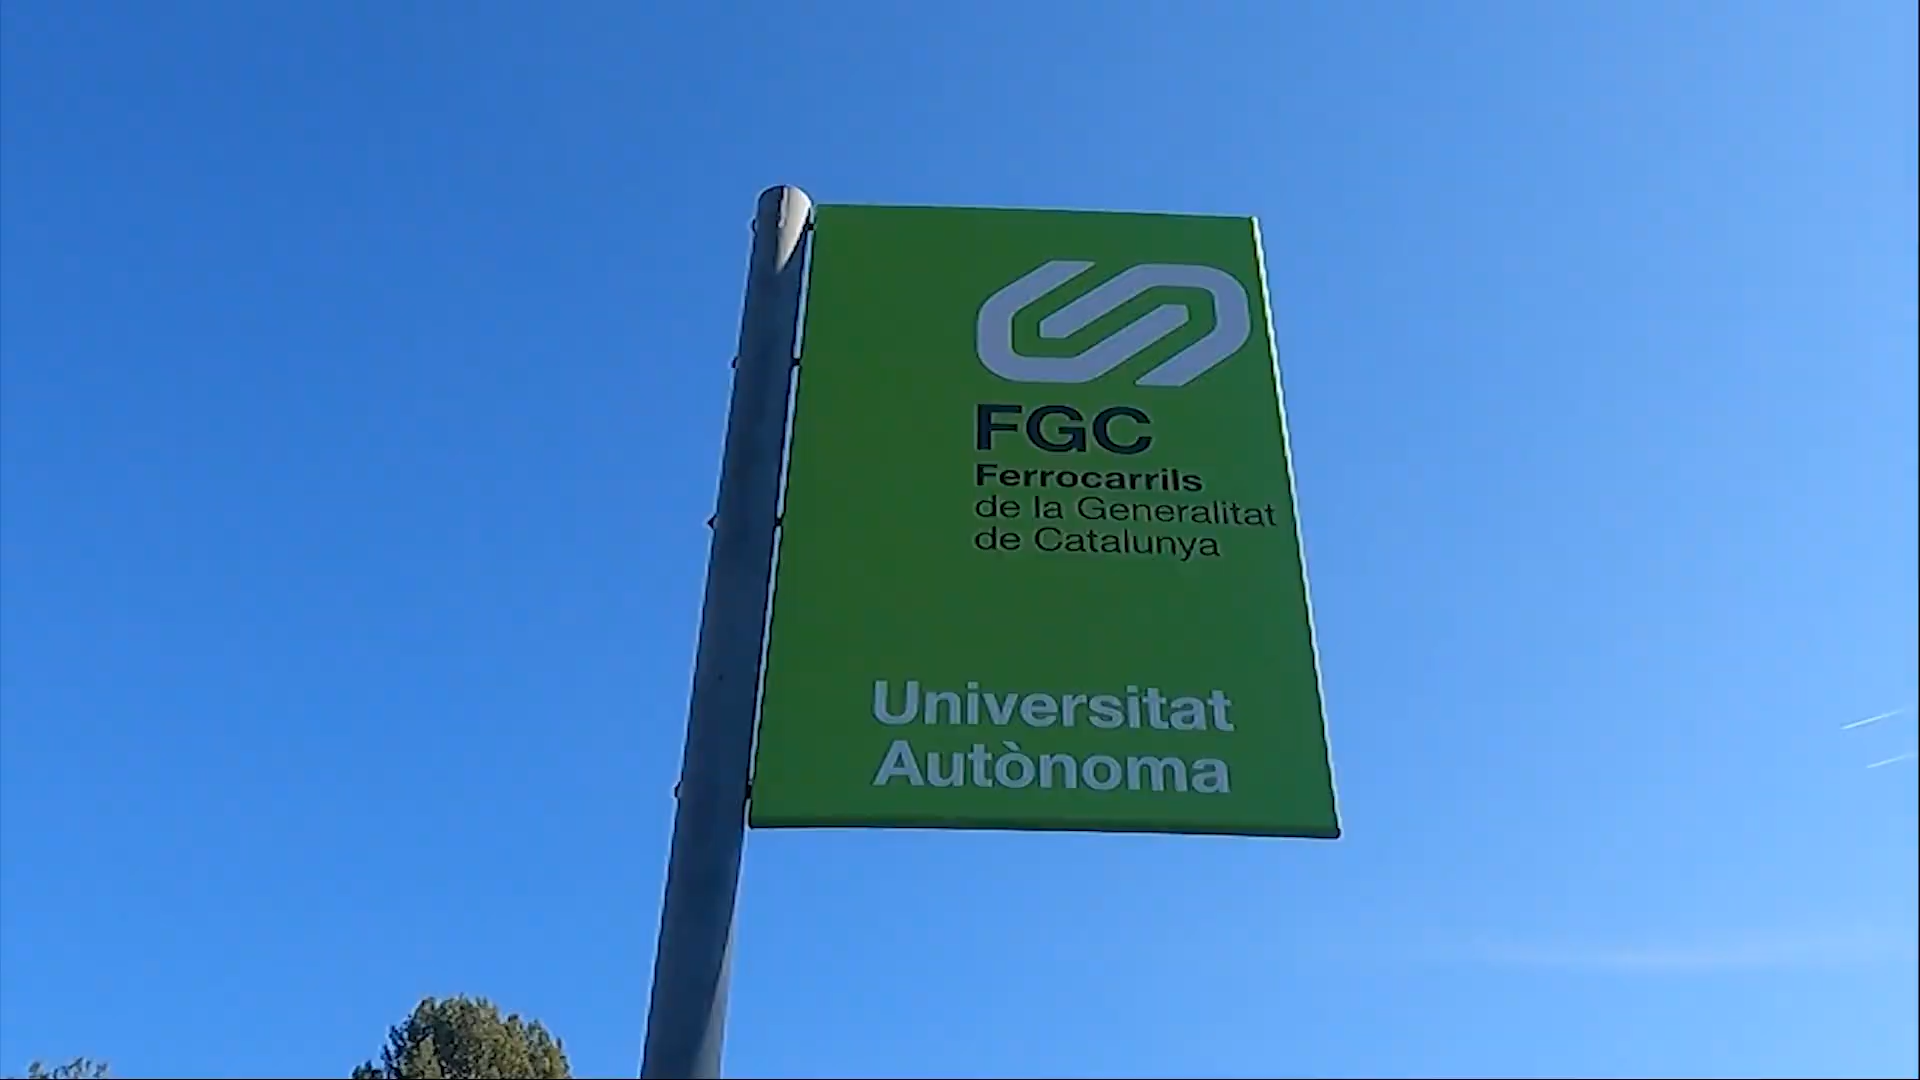 FGC
Ferrocarrils
de la Generalitat
de Catalunya
Universitat
Autònoma